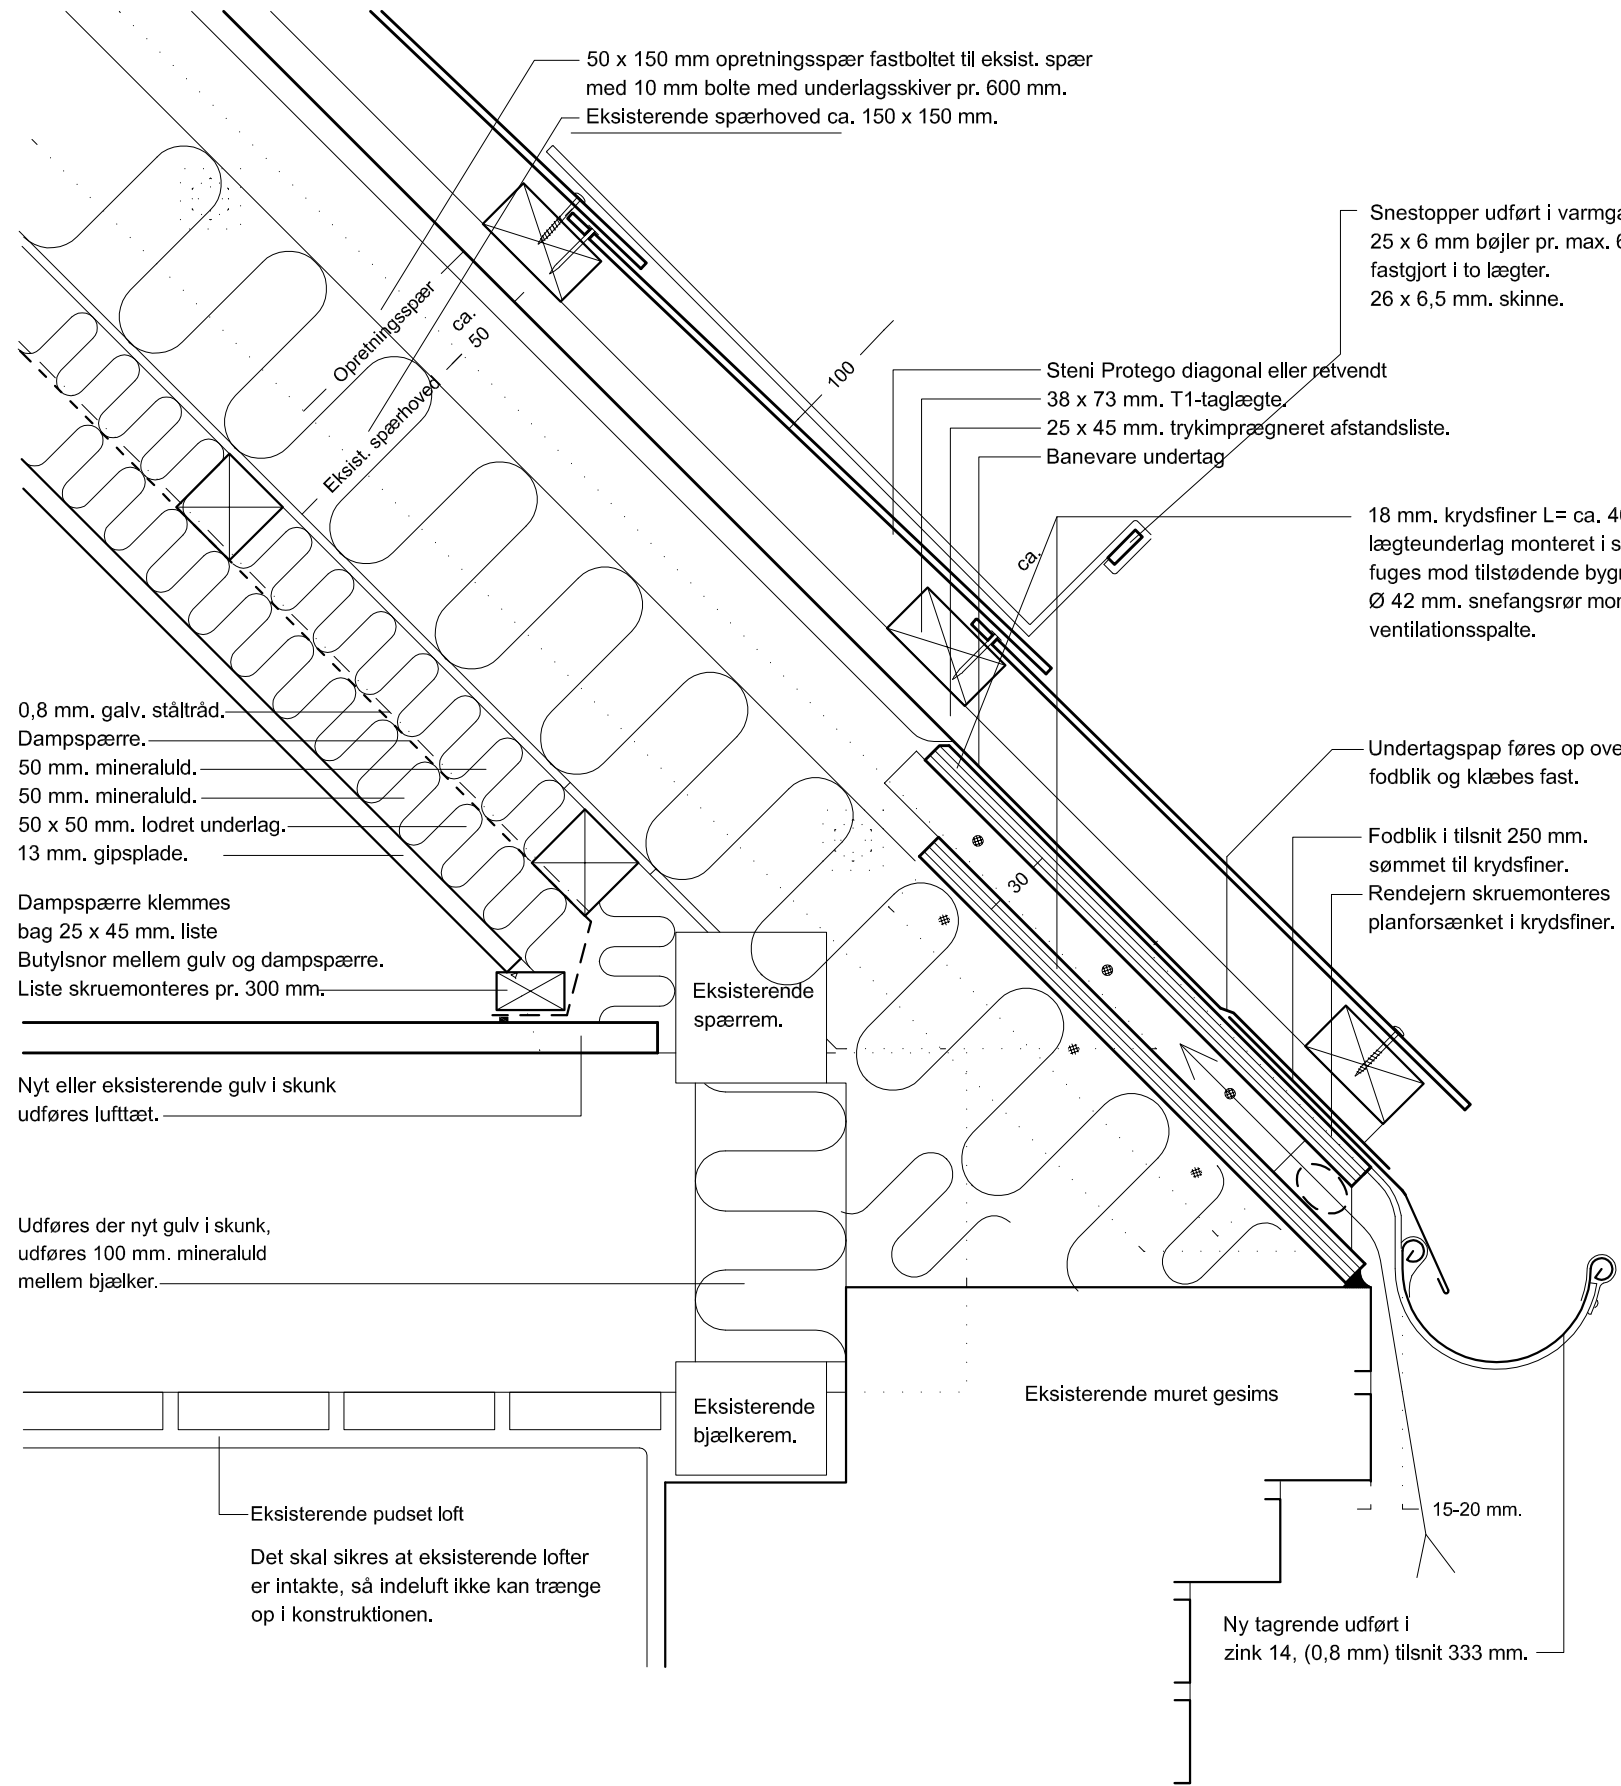 50 x 150 mm opretningsspær fastboltet til eksist. spær
med 10 mm bolte med underlagsskiver pr. 600 mm.
Eksisterende spærhoved ca. 150 x 150 mm.
Snestopper udført i varmga
25 x 6 mm bøjler pr. max. 6
fastgjort i to lægter.
26 x 6,5 mm. skinne.
Opretningsspær
ca.
50
Eksist. spærhoved
100
Steni Protego diagonal eller retvendt
38 x 73 mm. T1-taglægte.
25 x 45 mm. trykimprægneret afstandsliste.
Banevare undertag
ca.
18 mm. krydsfiner L= ca. 40
lægteunderlag monteret i s
fuges mod tilstødende bygn
Ø 42 mm. snefangsrør mon
ventilationsspalte.
0,8 mm. galv. ståltråd.
Dampspærre.
50 mm. mineraluld.
50 mm. mineraluld.
50 x 50 mm. lodret underlag.
13 mm. gipsplade.
Dampspærre klemmes
bag 25 x 45 mm. liste
Butylsnor mellem gulv og dampspærre.
Liste skruemonteres pr. 300 mm.
Undertagspap føres op ove
fodblik og klæbes fast.
Fodblik i tilsnit 250 mm.
sømmet til krydsfiner.
Rendejern skruemonteres
planforsænket i krydsfiner.
30
Eksisterende
spærrem.
Nyt eller eksisterende gulv i skunk
udføres lufttæt.
Udføres der nyt gulv i skunk,
udføres 100 mm. mineraluld
mellem bjælker.
Eksisterende
bjælkerem.
Eksisterende muret gesims
Eksisterende pudset loft
Det skal sikres at eksisterende lofter
er intakte, så indeluft ikke kan trænge
op i konstruktionen.
15-20 mm.
Ny tagrende udført i
zink 14, (0,8 mm) tilsnit 333 mm.